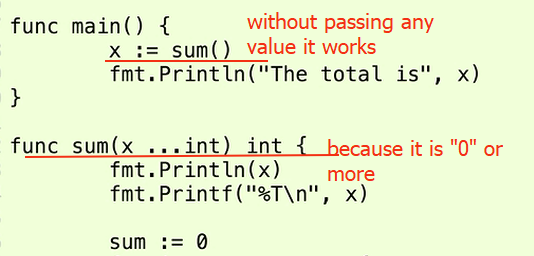 func main() {
without passing any
x := sum()
value it works
fmt.Println("The total is", x)
}
func sum(x ...int) int {
because it is "0" or
more
fmt.Println(x)
fmt.Printf("%T\n", x)
sum := 0